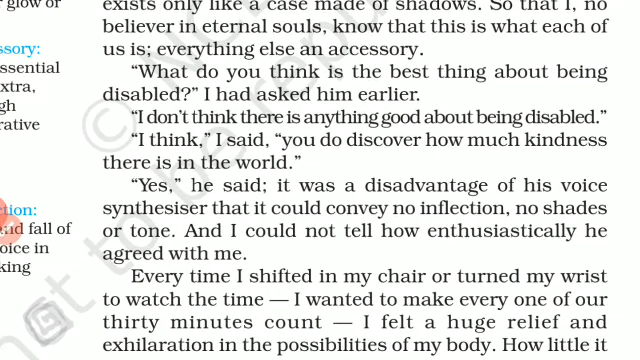 r glow or
exists only like a case made of shadows. So that I, no
believer in eternal souls, know that this is what each of
us is; everything else an accessory.
ssory:
ssential
xtra,
gh
rative
“What do you think is the best thing about being
disabled?” I had asked him earlier.
“I don’t think there is anything good about being disabled.”
“I think,” I said, “you do discover how much kindness
there is in the world.”
“Yes,” he said; it was a disadvantage of his voice
synthesiser that it could convey no inflection, no shades
or tone. And I could not tell how enthusiastically he
agreed with me.
ction:
and fall of
oice in
king
Every time I shifted in my chair or turned my wrist
to watch the time — I wanted to make every one of our
thirty minutes count — I felt a huge relief and
exhilaration in the possibilities of my body. How little it
© NC
not to be repu